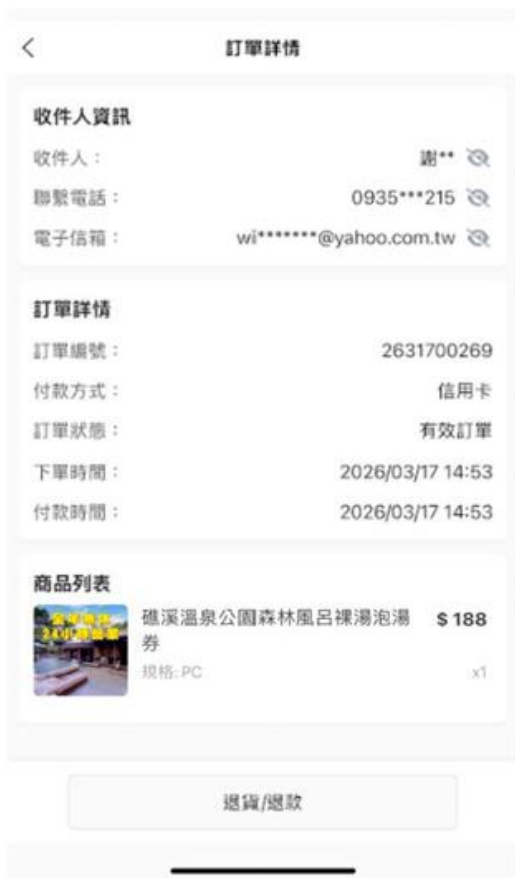 訂單詳情
收件人資訊
收件人： 謝**
聯繫電話： 0935***215
電子信箱： wi*******@yahoo.com.tw
訂單詳情
訂單編號： 2631700269
付款方式： 信用卡
訂單狀態： 有效訂單
下單時間： 2026/03/17 14:53
付款時間： 2026/03/17 14:53
商品列表
礁溪溫泉公園森林風呂裸湯泡湯 $ 188
券
規格: PC x1
退貨/退款